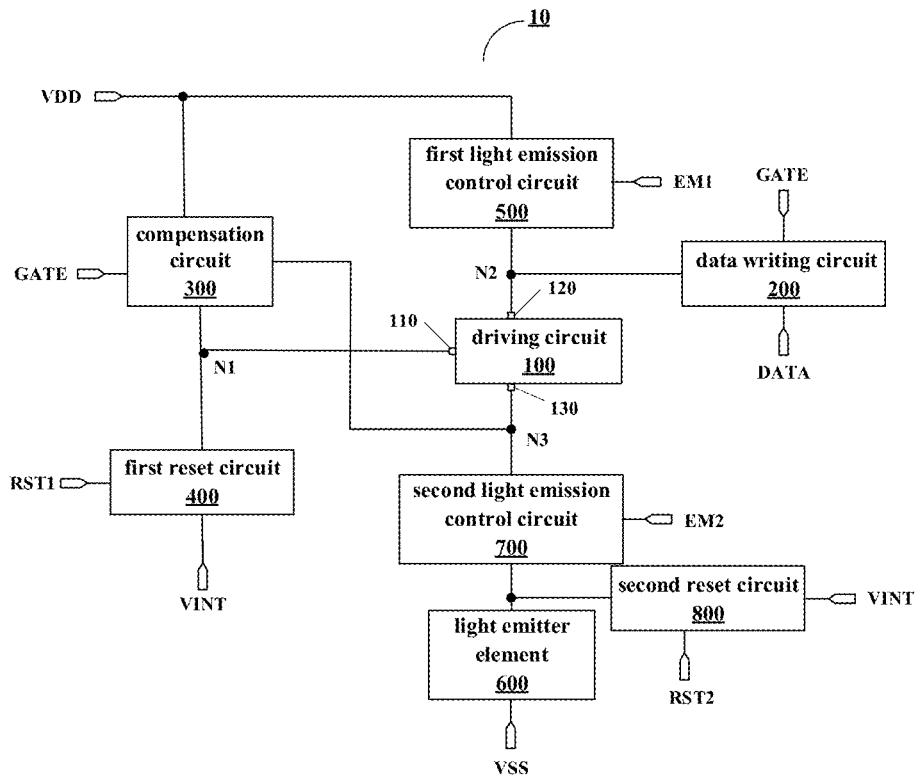 10
VDD
first light emission
control circuit
500
EM1
GATE
compensation
circuit
300
GATE
N2
data writing circuit
200
120
110
driving circuit
100
N1
DATA
130
N3
first reset circuit
400
RST1
second light emission
control circuit
700
EM2
VINT
second reset circuit
800
VINT
light emitter
element
600
RST2
VSS